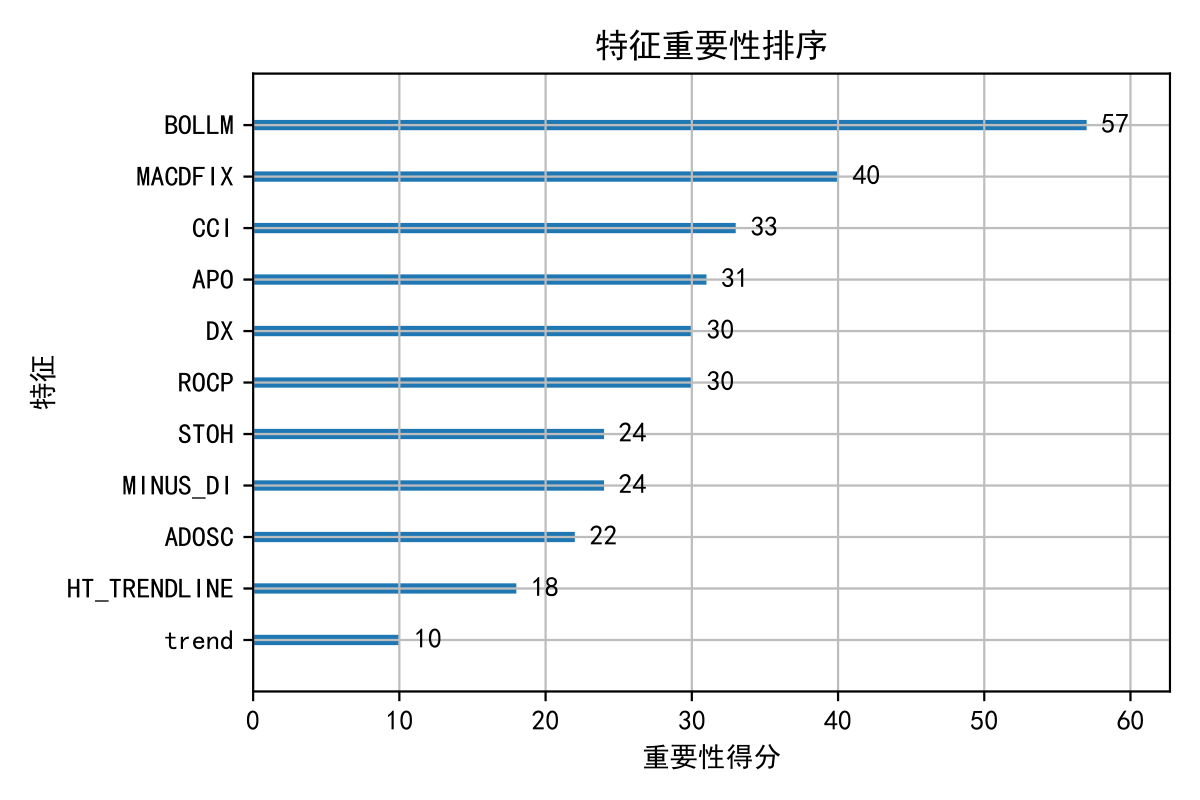 特征重要性排序
特征
BOLLM 57
MACDFIX 40
CCI 33
APO 31
DX 30
ROCP 30
STOH 24
MINUS_DI 24
ADOSC 22
HT_TRENDLINE 18
trend 10
0 10 20 30 40 50 60
重要性得分